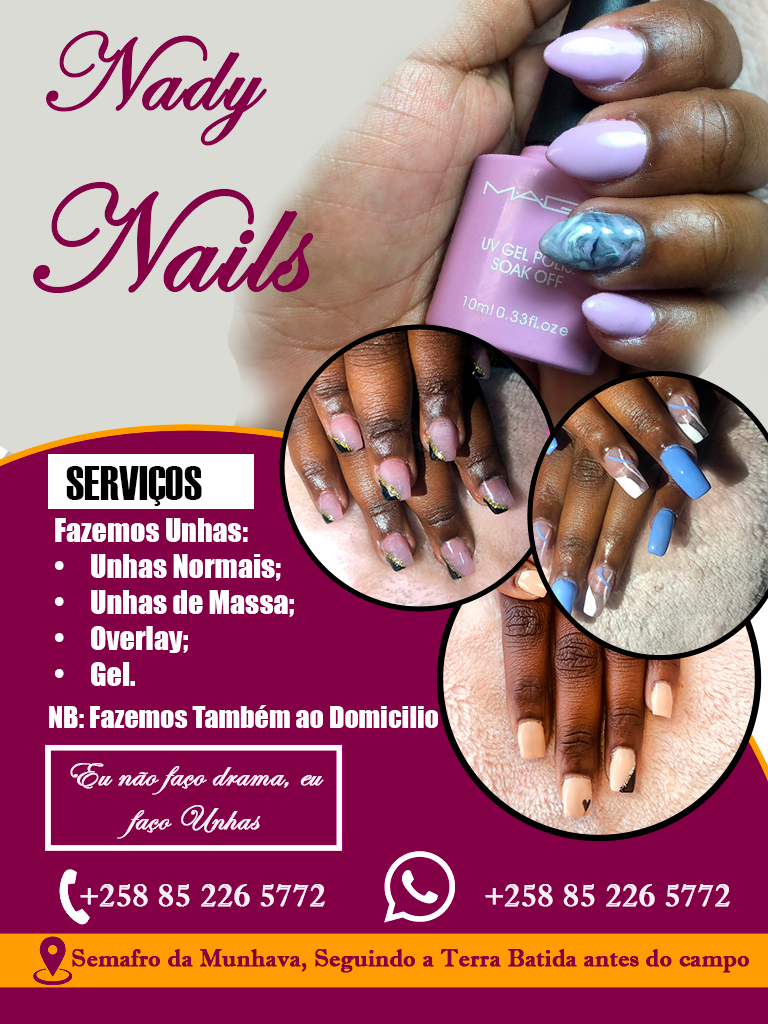 Nady
Nails
UV GEL POLIS
SOAK OFF
10ml 0.33fl.oze
SERVIÇOS
Fazemos Unhas:
• Unhas Normais;
• Unhas de Massa;
• Overlay;
• Gel.
NB: Fazemos Também ao Domicilio
Eu não faço drama, eu
faço Unhas
+258 85 226 5772
+258 85 226 5772
Semafro da Munhava, Seguindo a Terra Batida antes do campo